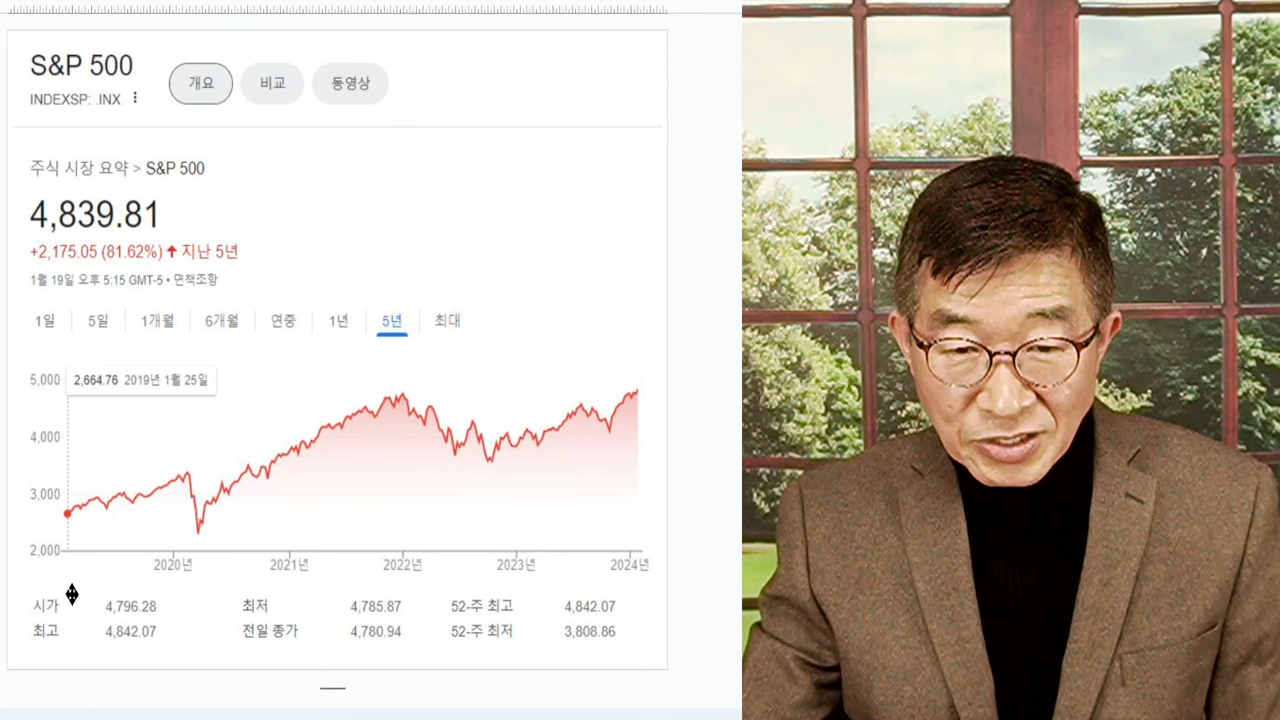 S&P 500
개요 비교 동영상
INDEXSP: .INX
주식 시장 요약 > S&P 500
4,839.81
+2,175.05 (81.62%) 지난 5년
1월 19일 오후 5:15 GMT-5 • 면책조항
1일 5일 1개월 6개월 연중 1년 5년 최대
5,000
2,664.76 2019년 1월 25일
4,000
3,000
2,000
2020년 2021년 2022년 2023년 2024년
시가 4,796.28 최저 4,785.87 52-주 최고 4,842.07
최고 4,842.07 전일 종가 4,780.94 52-주 최저 3,808.86